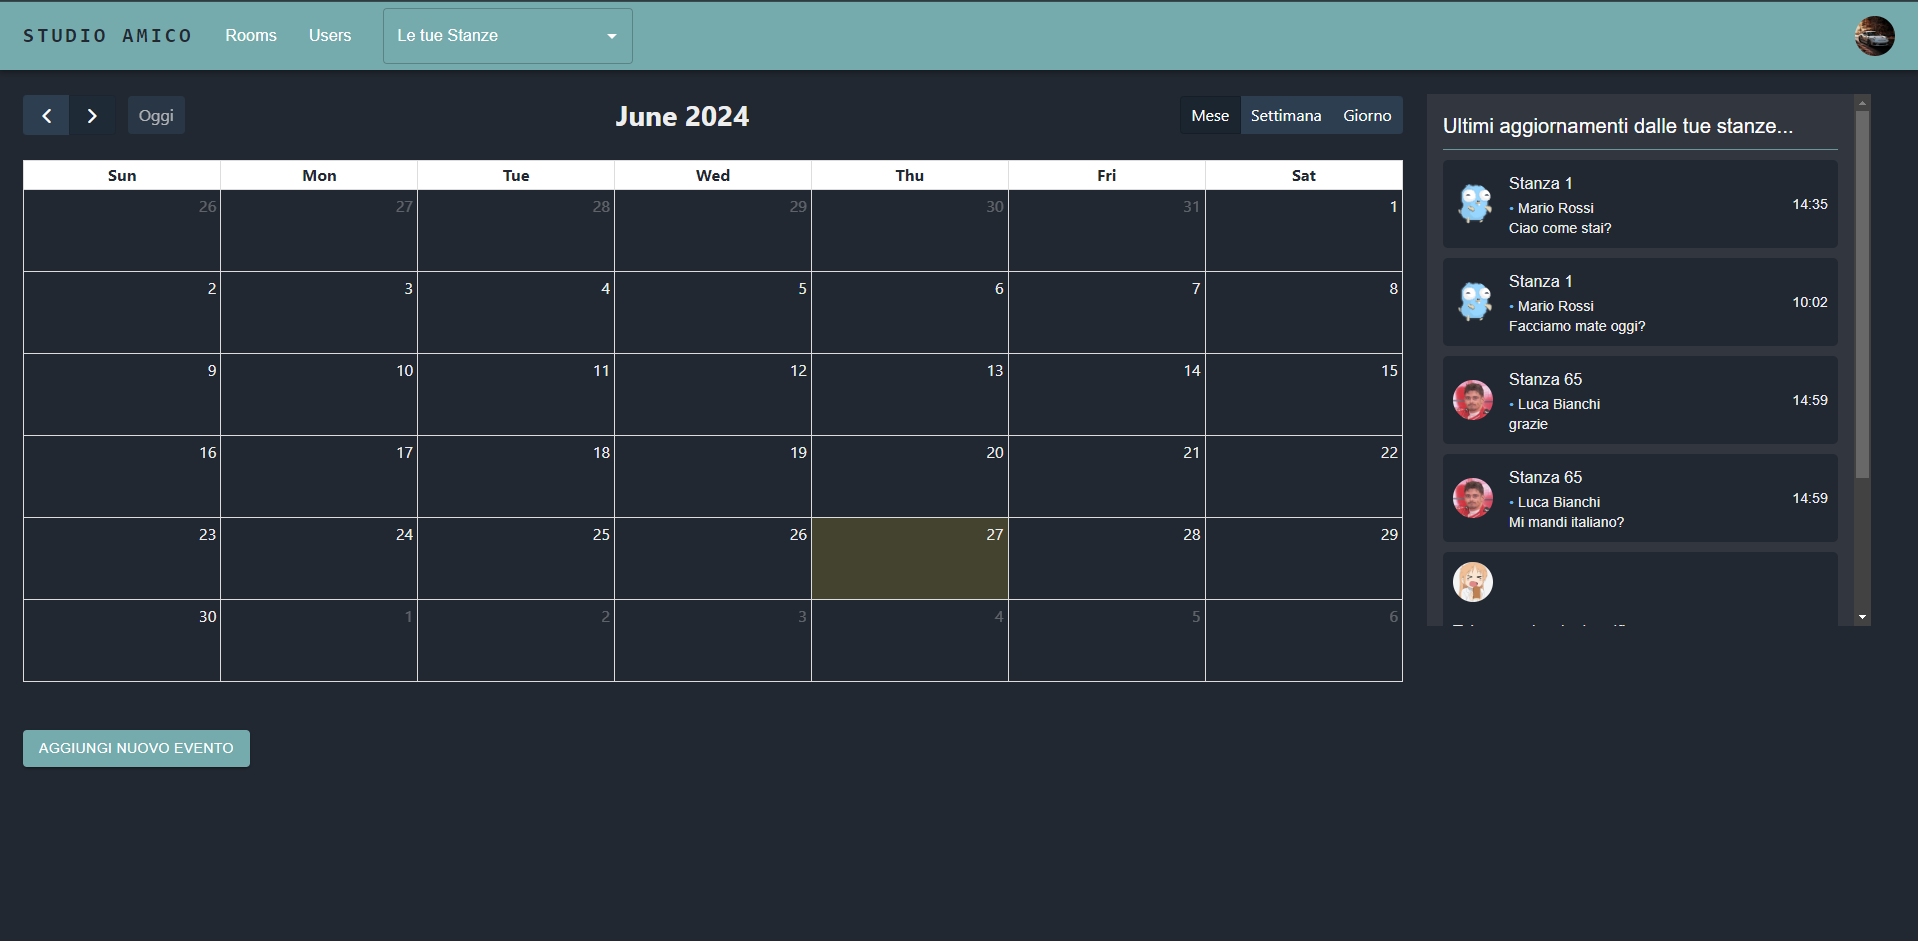 STUDIO AMICO Rooms Users Le tue Stanze
Oggi June 2024 Mese Settimana Giorno
Sun Mon Tue Wed Thu Fri Sat
26 27 28 29 30 31 1
2 3 4 5 6 7 8
9 10 11 12 13 14 15
16 17 18 19 20 21 22
23 24 25 26 27 28 29
30 1 2 3 4 5 6
AGGIUNGI NUOVO EVENTO
Ultimi aggiornamenti dalle tue stanze...
Stanza 1
• Mario Rossi 14:35
Ciao come stai?
Stanza 1
• Mario Rossi 10:02
Facciamo mate oggi?
Stanza 65
• Luca Bianchi 14:59
grazie
Stanza 65
• Luca Bianchi 14:59
Mi mandi italiano?